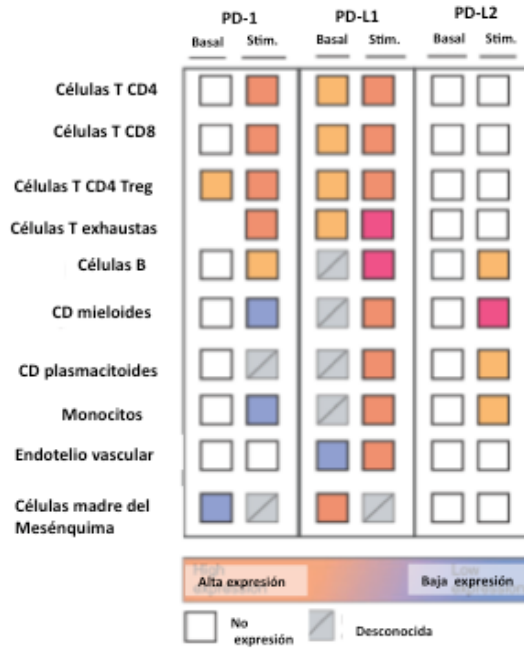 PD-1 PD-L1 PD-L2
Basal Stim. Basal Stim. Basal Stim.
Células T CD4
Células T CD8
Células T CD4 Treg
Células T exhaustas
Células B
CD mieloides
CD plasmacitoides
Monocitos
Endotelio vascular
Células madre del
Mesénquima
High Low
Alta expresión Baja expresión
No
expresión
Desconocida